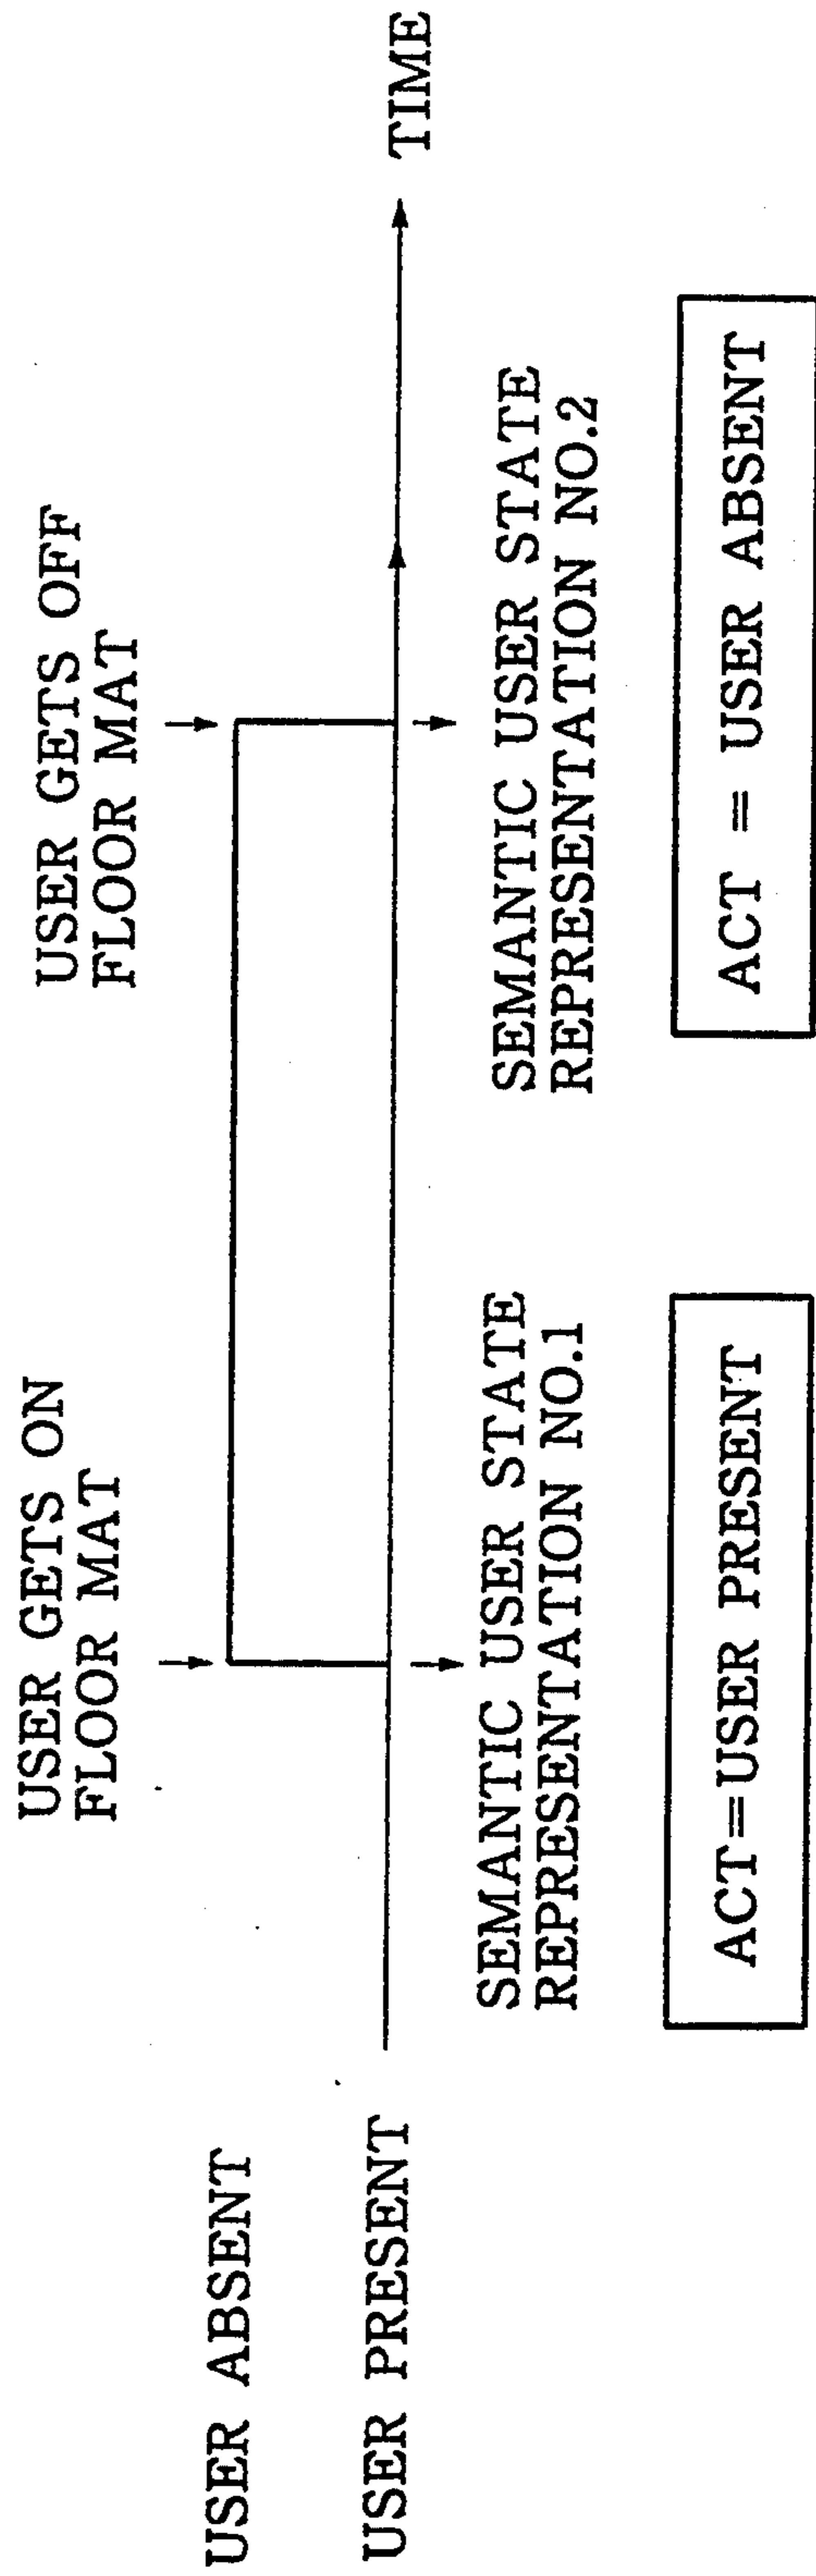 USER GETS ON
FLOOR MAT
USER GETS OFF
FLOOR MAT
USER ABSENT
USER PRESENT
TIME
SEMANTIC USER STATE
REPRESENTATION NO.1
SEMANTIC USER STATE
REPRESENTATION NO.2
ACT=USER PRESENT
ACT = USER ABSENT